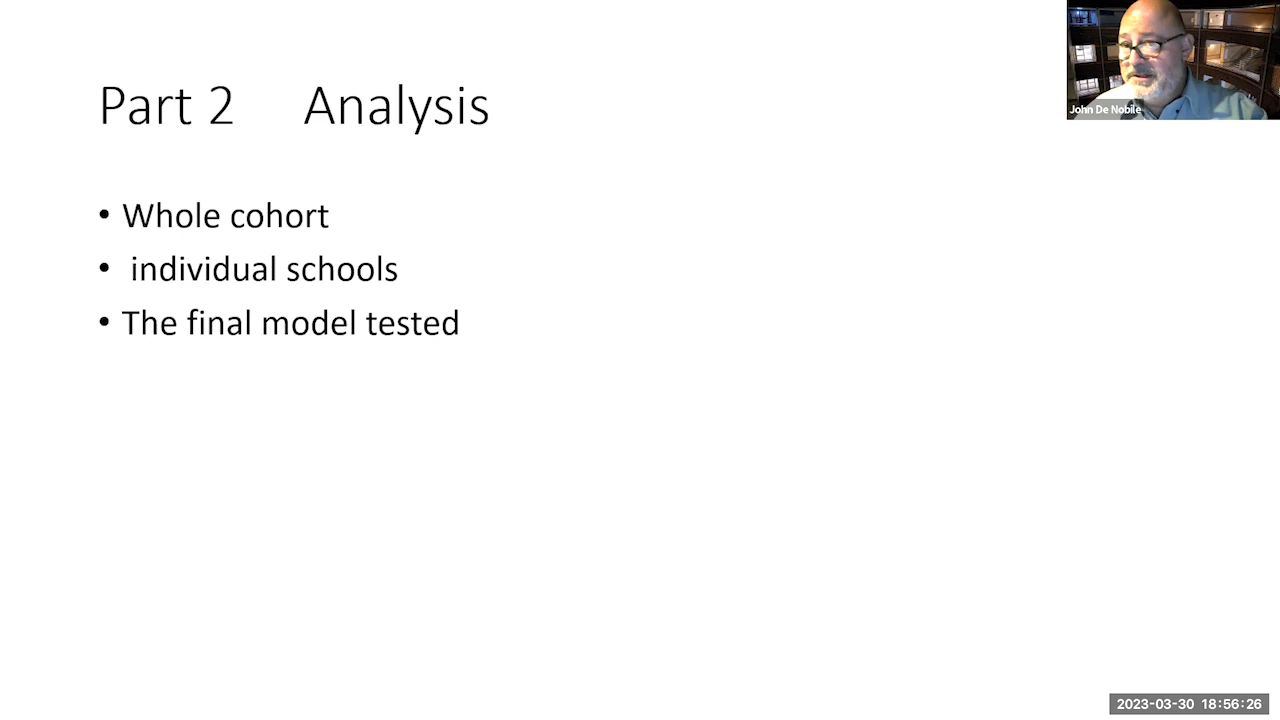 Part 2 Analysis
• Whole cohort
• individual schools
• The final model tested
John De Nobile
2023-03-30 18:56:26